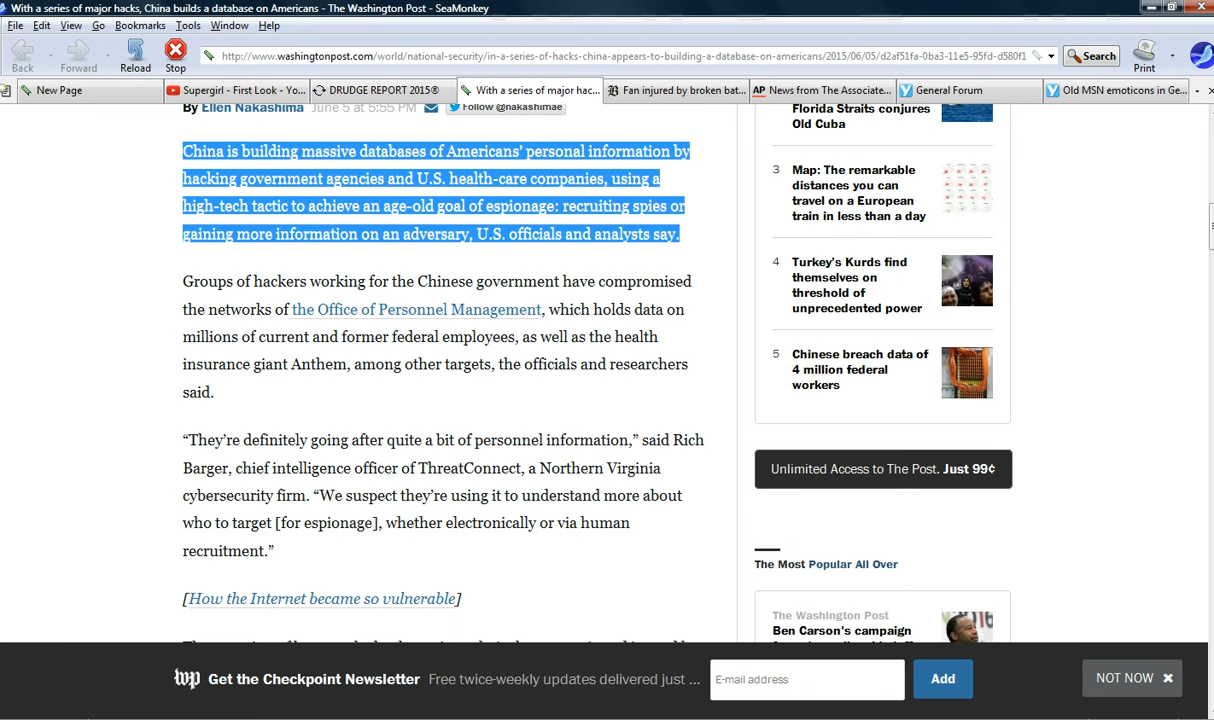 With a series of major hacks, China builds a database on Americans - The Washington Post - SeaMonkey
File Edit View Go Bookmarks Tools Window Help
Back Forward Reload Stop
http://www.washingtonpost.com/world/national-security/in-a-series-of-hacks-china-appears-to-building-a-database-on-americans/2015/06/05/d2af51fa-0ba3-11e5-95fd-d580f1
Search
Print
New Page
Supergirl - First Look - Yo...
DRUDGE REPORT 2015®
With a series of major hac...
Fan injured by broken bat...
AP News from The Associate...
General Forum
Old MSN emoticons in Ge...
By Ellen Nakashima June 5 at 5:55 PM Follow @nakashimae
China is building massive databases of Americans’ personal information by
hacking government agencies and U.S. health-care companies, using a
high-tech tactic to achieve an age-old goal of espionage: recruiting spies or
gaining more information on an adversary, U.S. officials and analysts say.
Groups of hackers working for the Chinese government have compromised
the networks of the Office of Personnel Management, which holds data on
millions of current and former federal employees, as well as the health
insurance giant Anthem, among other targets, the officials and researchers
said.
“They’re definitely going after quite a bit of personnel information,” said Rich
Barger, chief intelligence officer of ThreatConnect, a Northern Virginia
cybersecurity firm. “We suspect they’re using it to understand more about
who to target [for espionage], whether electronically or via human
recruitment.”
[How the Internet became so vulnerable]
Florida Straits conjures
Old Cuba
3 Map: The remarkable
distances you can
travel on a European
train in less than a day
4 Turkey's Kurds find
themselves on
threshold of
unprecedented power
5 Chinese breach data of
4 million federal
workers
Unlimited Access to The Post. Just 99¢
The Most Popular All Over
The Washington Post
Ben Carson's campaign
wp Get the Checkpoint Newsletter Free twice-weekly updates delivered just ...
E-mail address
Add
NOT NOW ✖